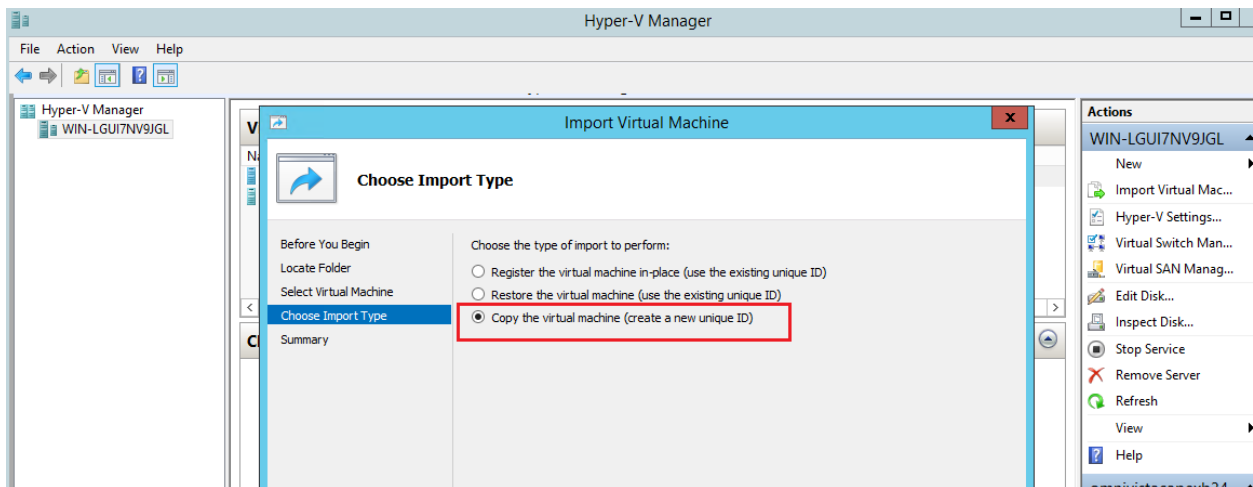 Hyper-V Manager
File Action View Help
Hyper-V Manager
WIN-LGUI7NV9JGL
Import Virtual Machine
x
Choose Import Type
Before You Begin
Locate Folder
Select Virtual Machine
Choose Import Type
Summary
Choose the type of import to perform:
Register the virtual machine in-place (use the existing unique ID)
Restore the virtual machine (use the existing unique ID)
Copy the virtual machine (create a new unique ID)
Actions
WIN-LGUI7NV9JGL
New
Import Virtual Mac...
Hyper-V Settings...
Virtual Switch Man...
Virtual SAN Manag...
Edit Disk...
Inspect Disk...
Stop Service
Remove Server
Refresh
View
Help